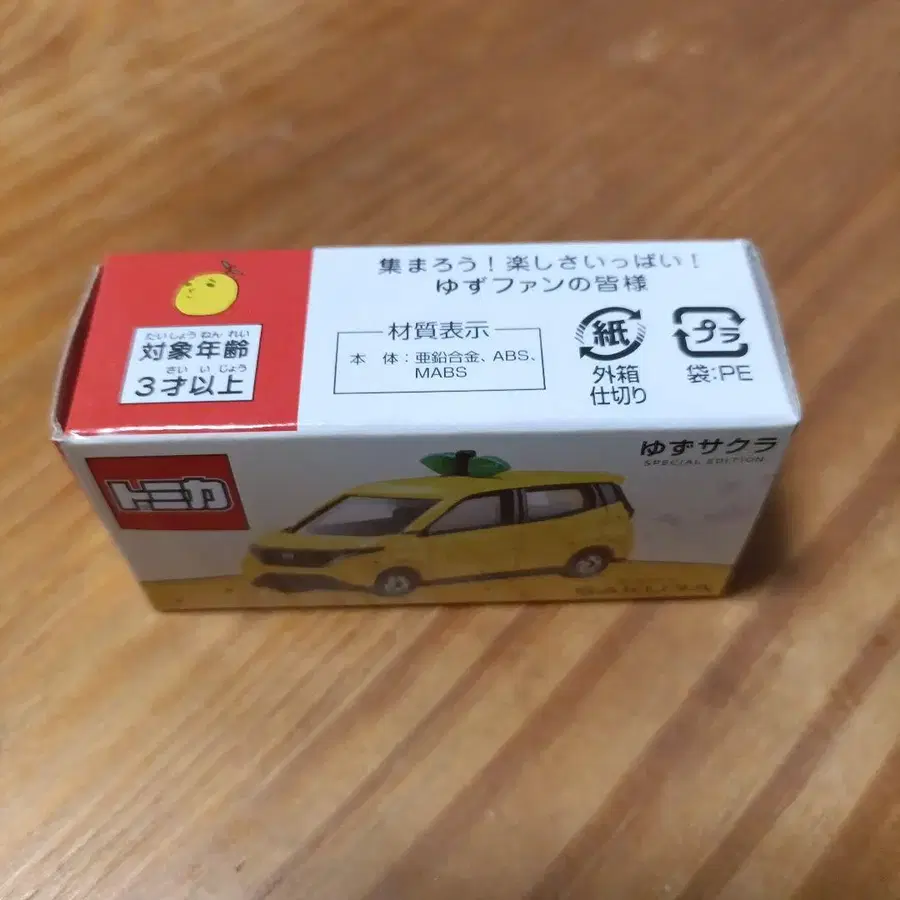 集まろう！楽しさいっぱい！
ゆずファンの皆様
たいしょうねんれい
対象年齢
さい い じょう
3才以上
材質表示
本 体：亜鉛合金、ABS、
MABS
紙
外箱
仕切り
プラ
袋:PE
トミカ
ゆずサクラ
SPECIAL EDITION
SAKURA